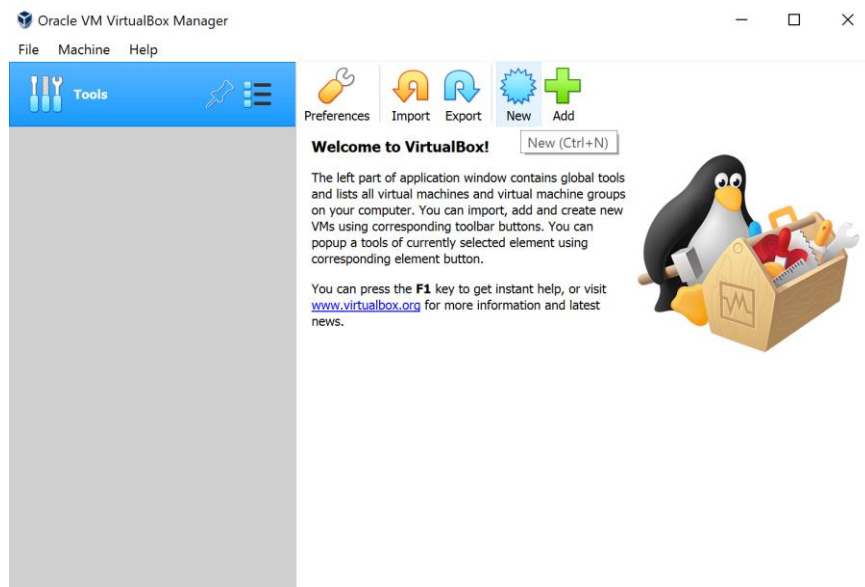 Oracle VM VirtualBox Manager
File Machine Help
Tools
Preferences Import Export New Add
New (Ctrl+N)
Welcome to VirtualBox!
The left part of application window contains global tools
and lists all virtual machines and virtual machine groups
on your computer. You can import, add and create new
VMs using corresponding toolbar buttons. You can
popup a tools of currently selected element using
corresponding element button.
You can press the F1 key to get instant help, or visit
www.virtualbox.org for more information and latest
news.